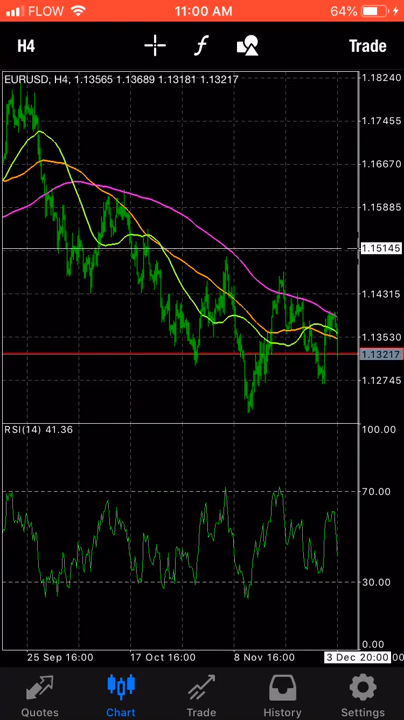 FLOW 11:00 AM 64%
H4 f Trade
EURUSD, H4, 1.13565 1.13689 1.13181 1.13217
1.18240
1.17455
1.16670
1.15885
1.15145
1.14315
1.13530
1.13217
1.12745
RSI(14) 41.36
100.00
70.00
30.00
0.00
25 Sep 16:00 17 Oct 16:00 8 Nov 16:00 3 Dec 20:00 :00
Quotes Chart Trade History Settings